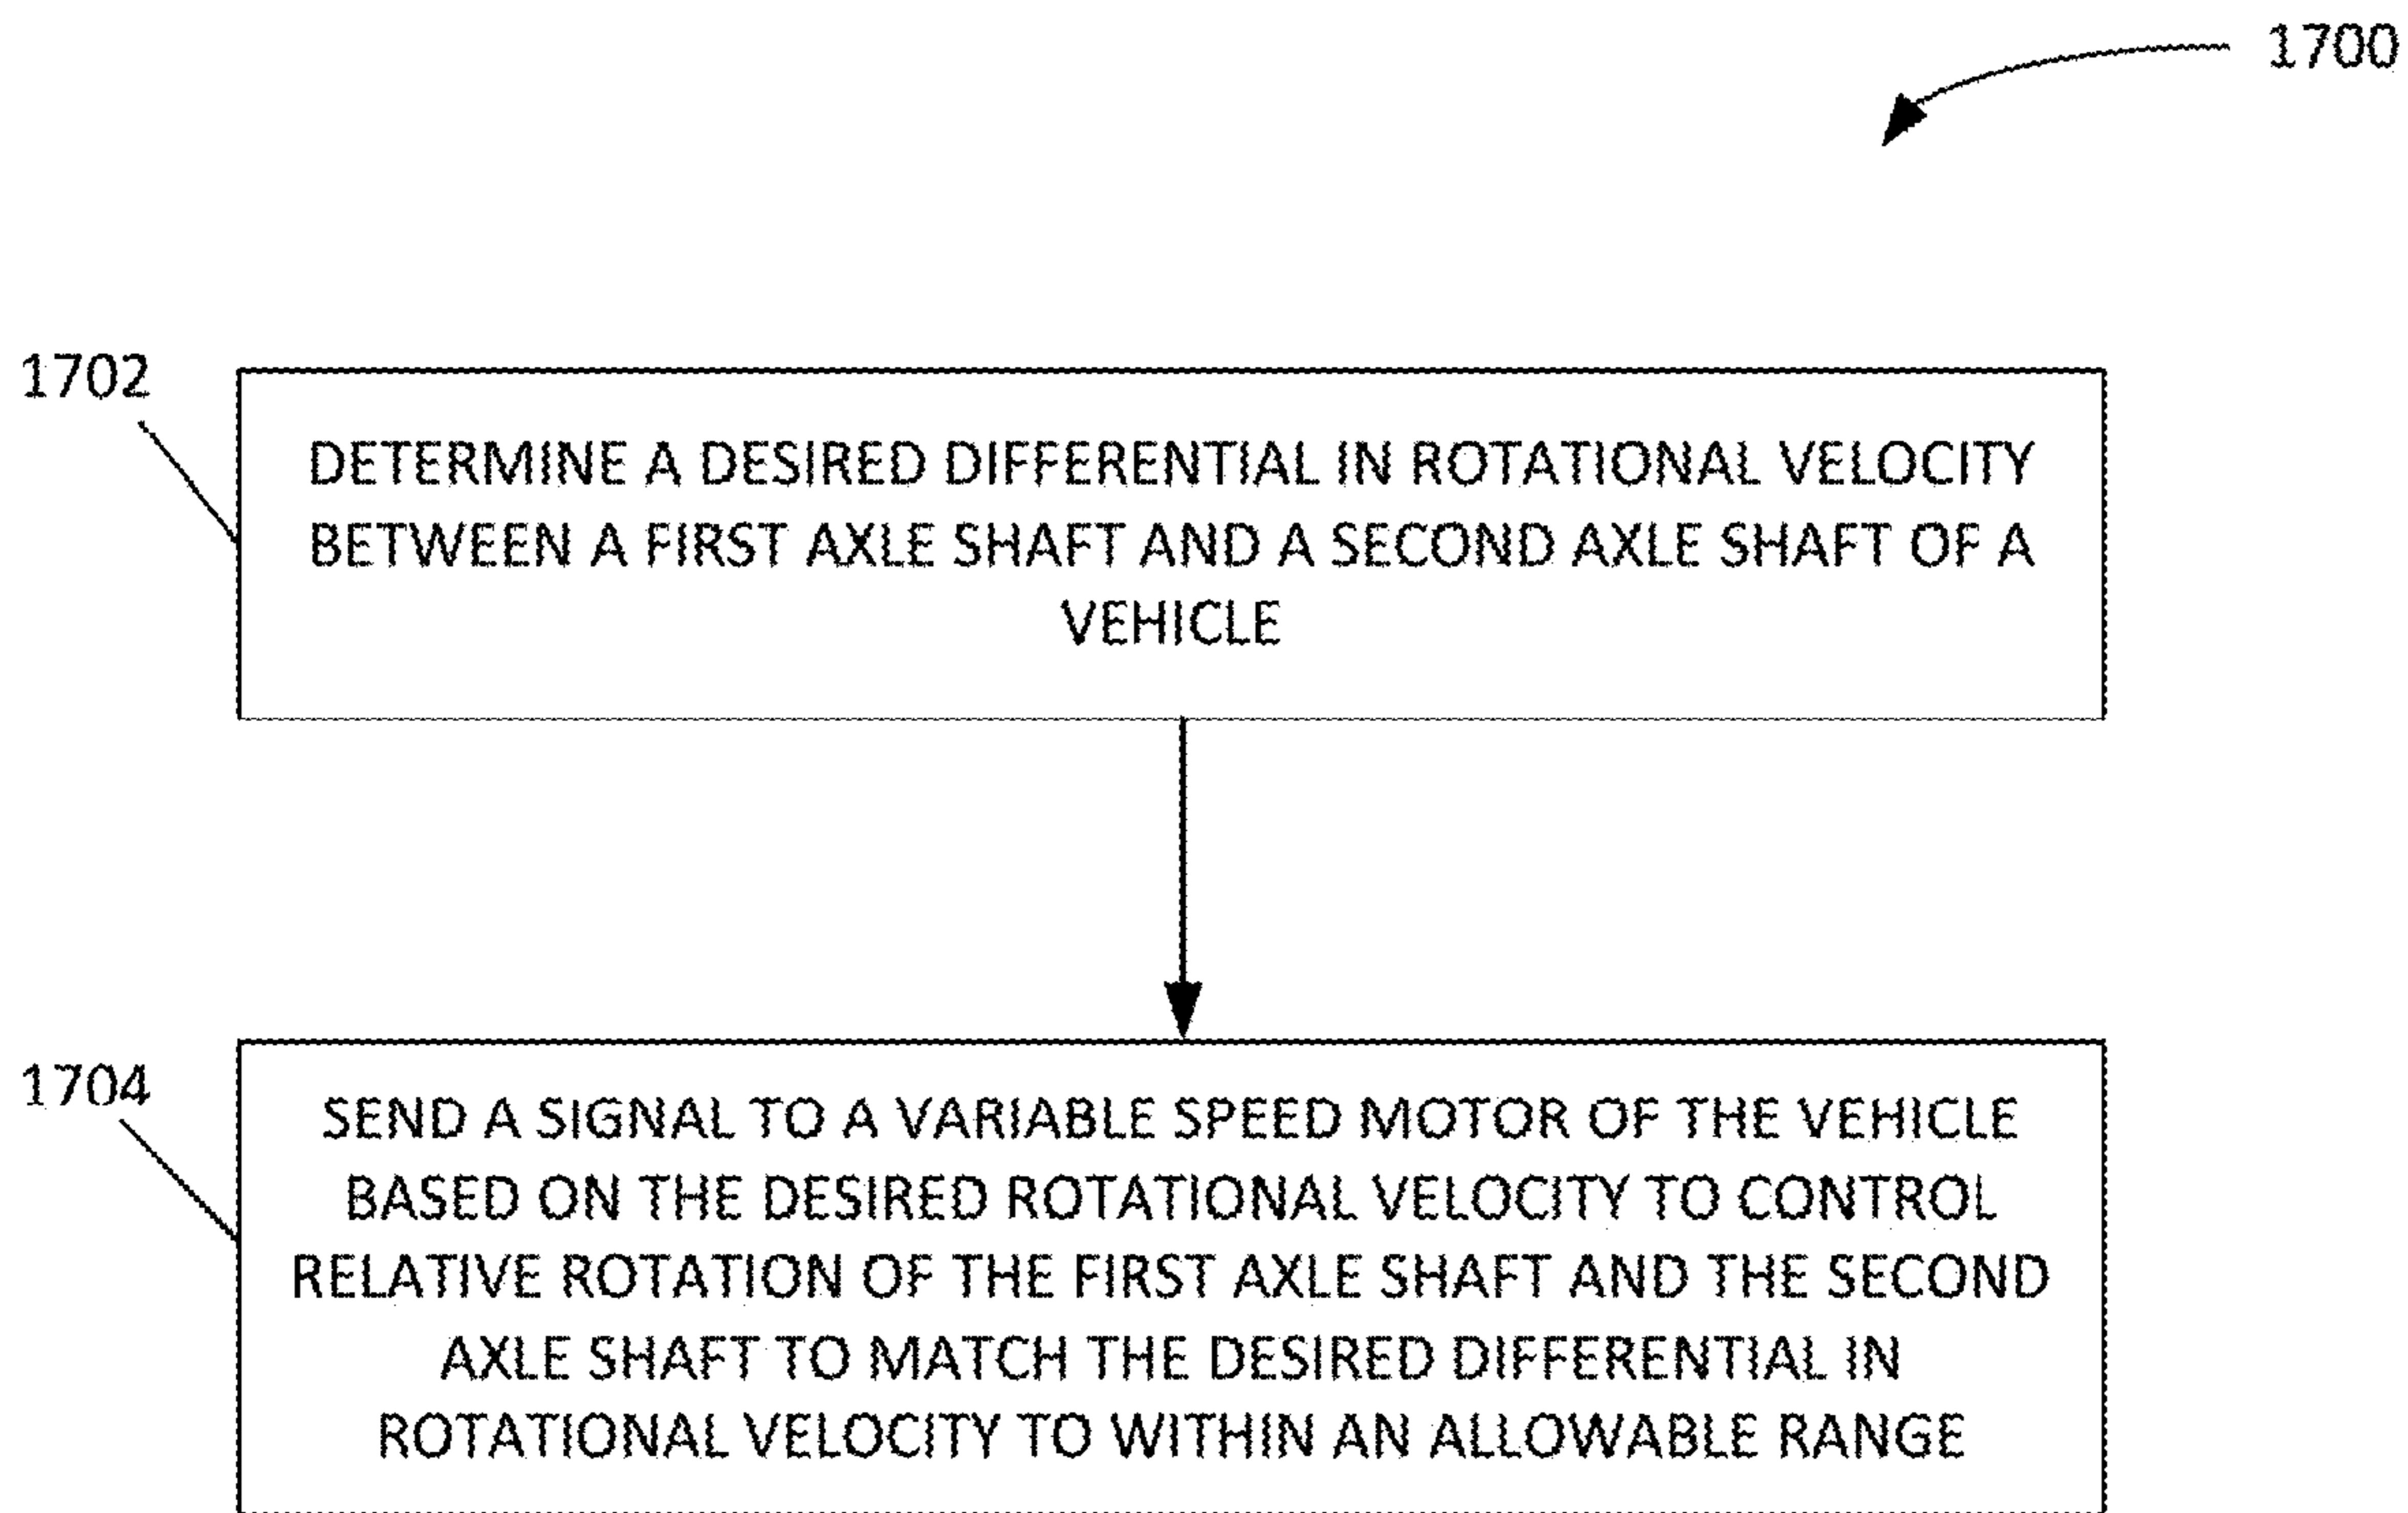 1700
1702
DETERMINE A DESIRED DIFFERENTIAL IN ROTATIONAL VELOCITY
BETWEEN A FIRST AXLE SHAFT AND A SECOND AXLE SHAFT OF A
VEHICLE
1704
SEND A SIGNAL TO A VARIABLE SPEED MOTOR OF THE VEHICLE
BASED ON THE DESIRED ROTATIONAL VELOCITY TO CONTROL
RELATIVE ROTATION OF THE FIRST AXLE SHAFT AND THE SECOND
AXLE SHAFT TO MATCH THE DESIRED DIFFERENTIAL IN
ROTATIONAL VELOCITY TO WITHIN AN ALLOWABLE RANGE